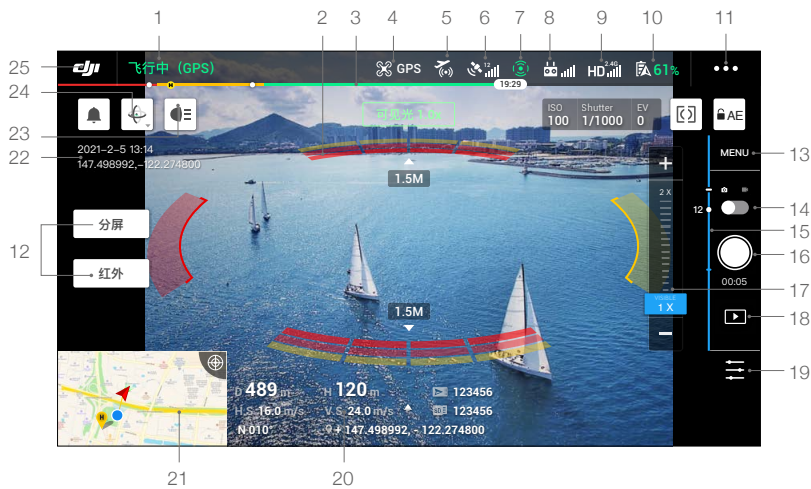 1 2 3 4 5 6 7 8 9 10 11
25 dji 飞行中（GPS） GPS 12 HD 2.4G 61%
H 19:29
24
可见光 1.0x ISO 100 Shutter 1/1000 EV 0 AE
23
22 2021-2-5 13:14
147.498992,-122.274800
1.5M
MENU 13
2 X
12 14
15
分屏
12
红外
16
00:05
17
VISIBLE
1 X
1.5M
18
D 489 m H 120 m 123456
H.S 16.0 m/s V.S 24.0 m/s 123456
N 010° + 147.498992, - 122.274800
H
19
21 20